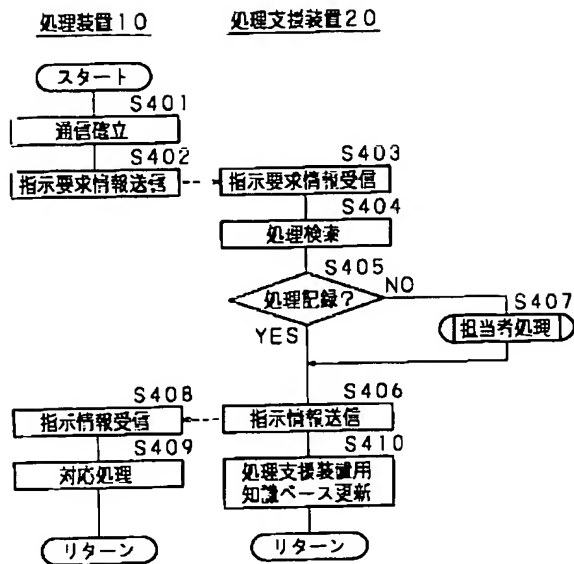 処理装置10
処理支援装置20
スタート
S401
通信確立
S402
指示要求情報送信
S403
指示要求情報受信
S404
処理検索
S405
処理記録?
NO
YES
S407
担当者処理
S406
指示情報送信
S408
指示情報受信
S409
対応処理
S410
処理支援装置用
知識ベース更新
リターン
リターン